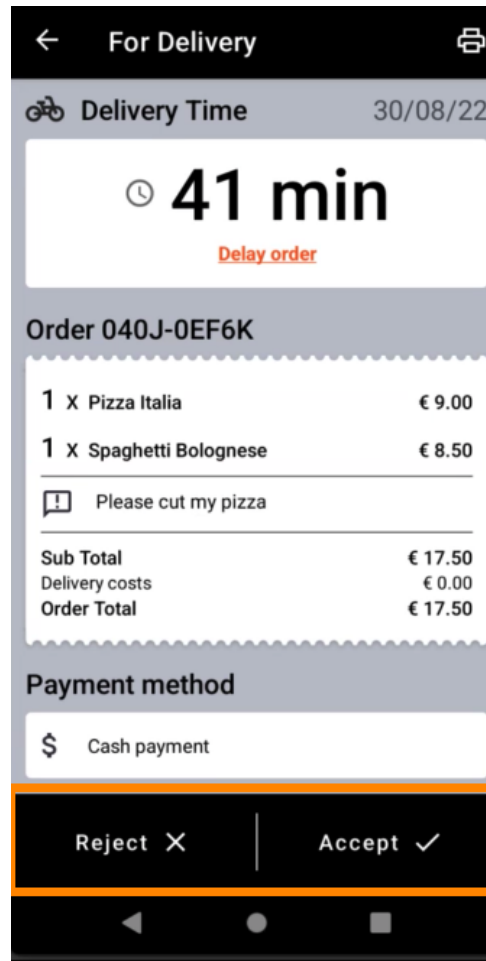 For Delivery
Delivery Time 30/08/22
41 min
Delay order
Order 040J-0EF6K
1 x Pizza Italia € 9.00
1 x Spaghetti Bolognese € 8.50
Please cut my pizza
Sub Total € 17.50
Delivery costs € 0.00
Order Total € 17.50
Payment method
$ Cash payment
Reject Accept